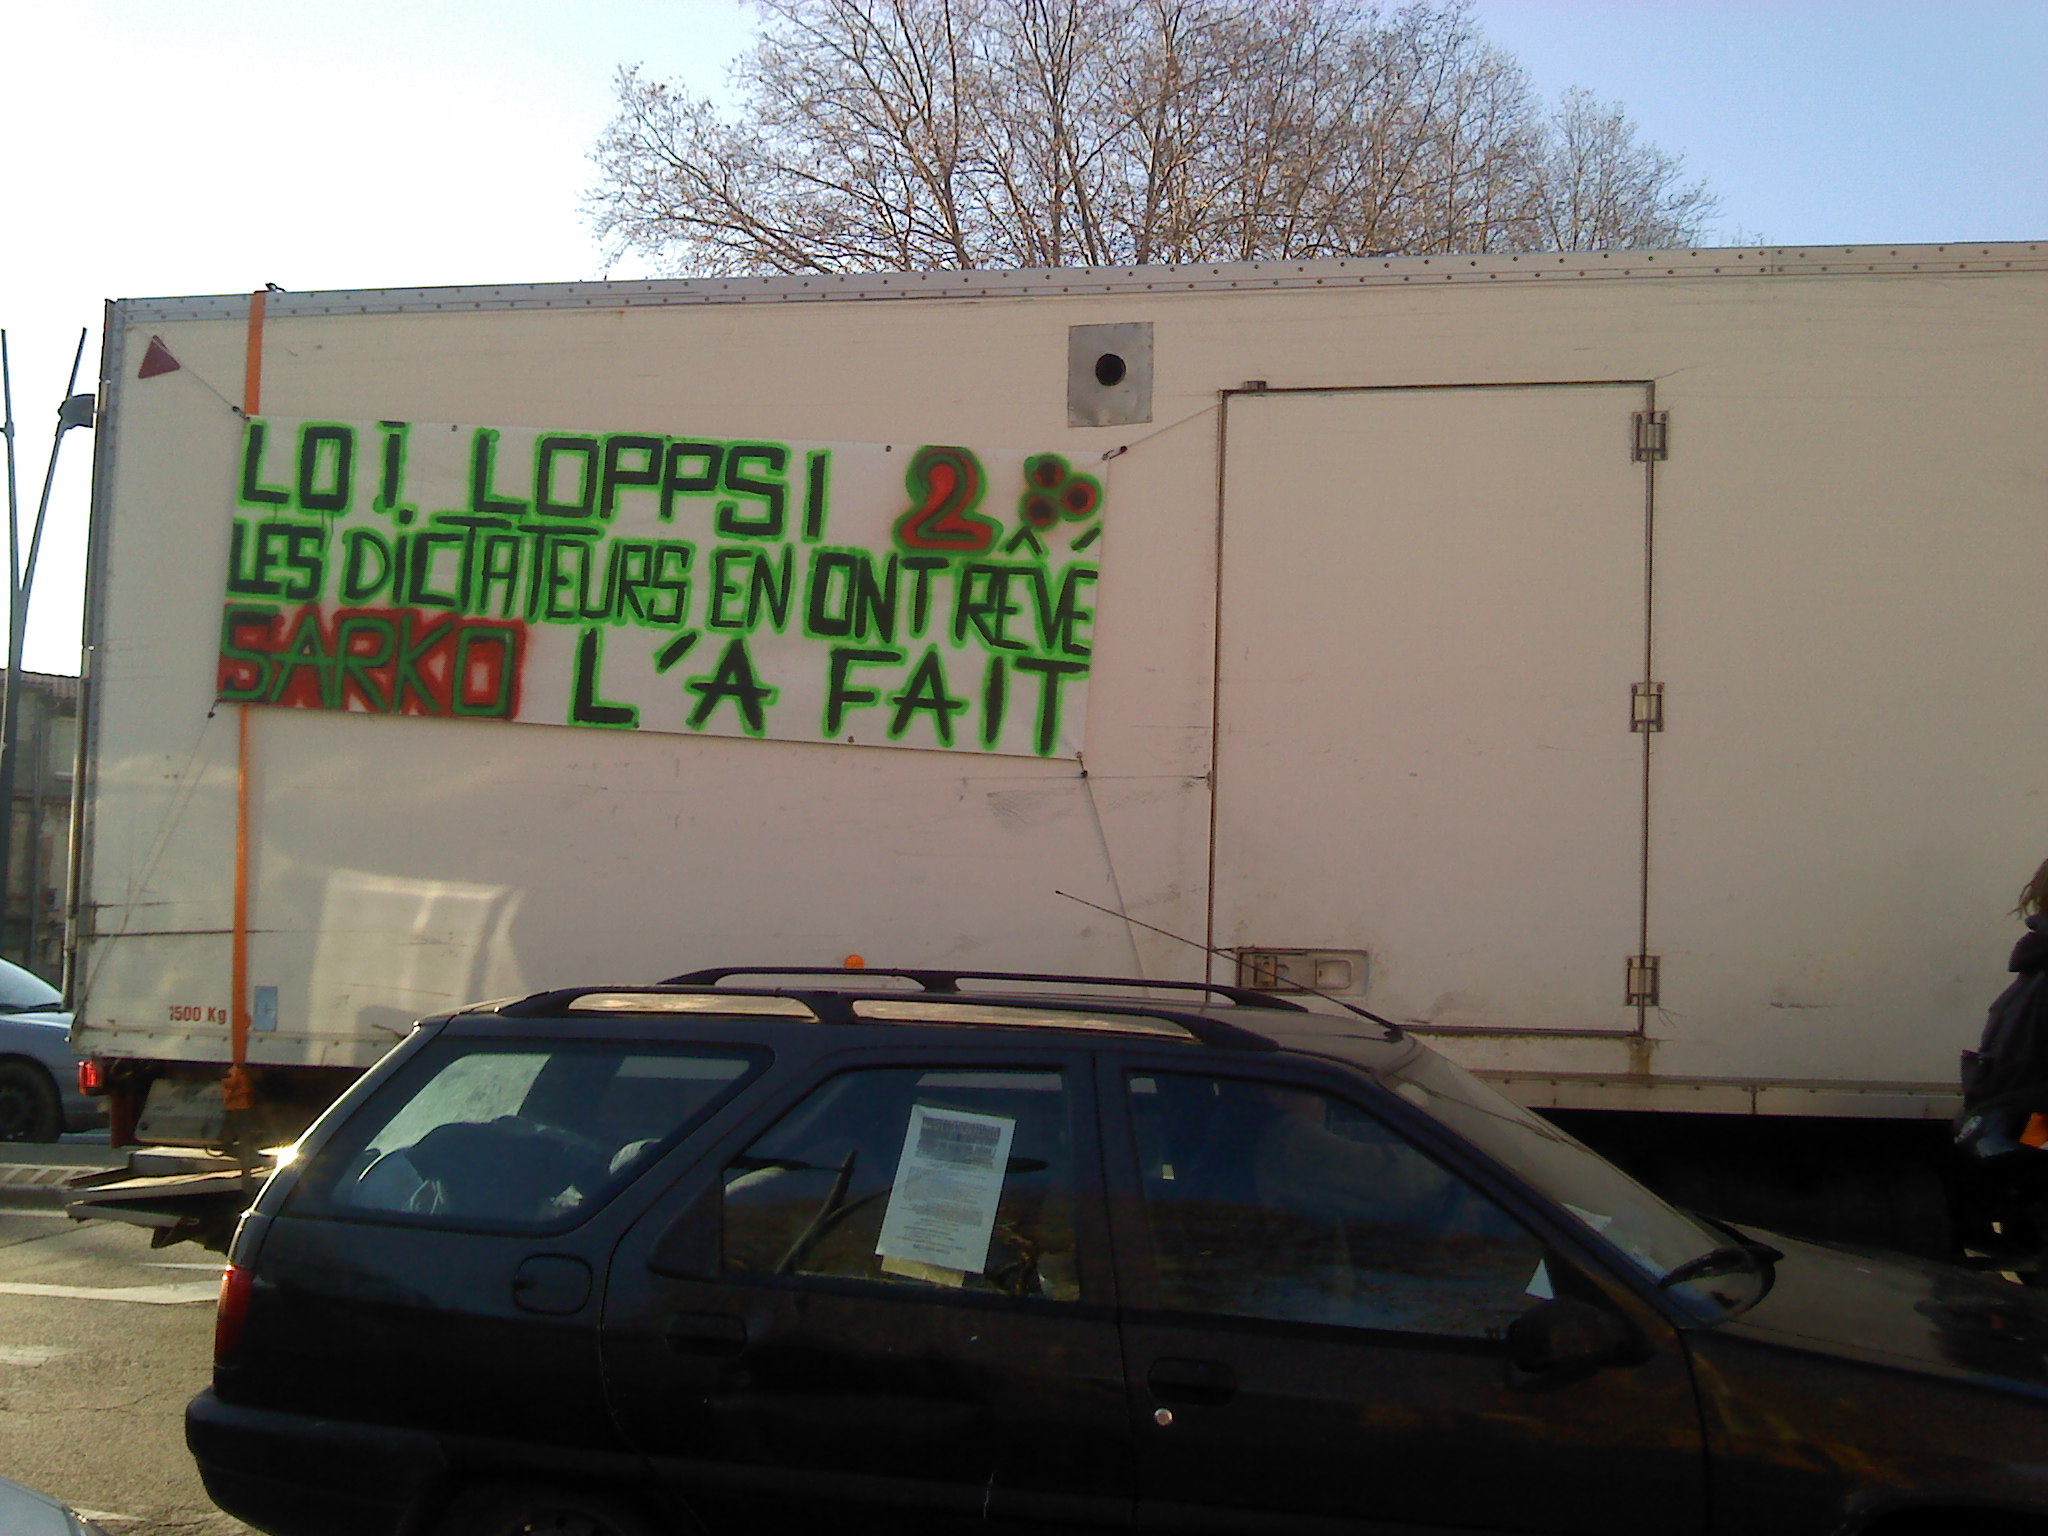 LOI. LOPPSI 2
LES DICTATEURS EN ONT RÊVÉ
SARKO L'A FAIT
1500 Kg